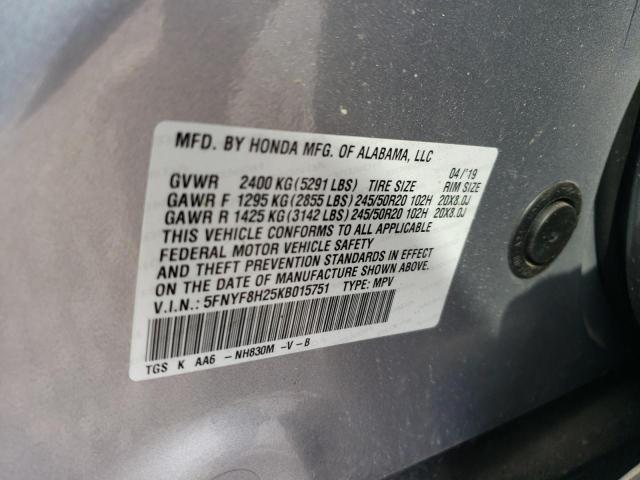 MFD. BY HONDA MFG. OF ALABAMA, LLC
04/'19
GVWR 2400 KG (5291 LBS) TIRE SIZE RIM SIZE
GAWR F 1295 KG (2855 LBS) 245/50R20 102H 20X8.0J
GAWR R 1425 KG (3142 LBS) 245/50R20 102H 20X8.0J
THIS VEHICLE CONFORMS TO ALL APPLICABLE
FEDERAL MOTOR VEHICLE SAFETY
AND THEFT PREVENTION STANDARDS IN EFFECT
ON THE DATE OF MANUFACTURE SHOWN ABOVE.
V.I.N.: 5FNYF8H25KB015751 TYPE: MPV
TGS K AA6 -NH830M -V-B